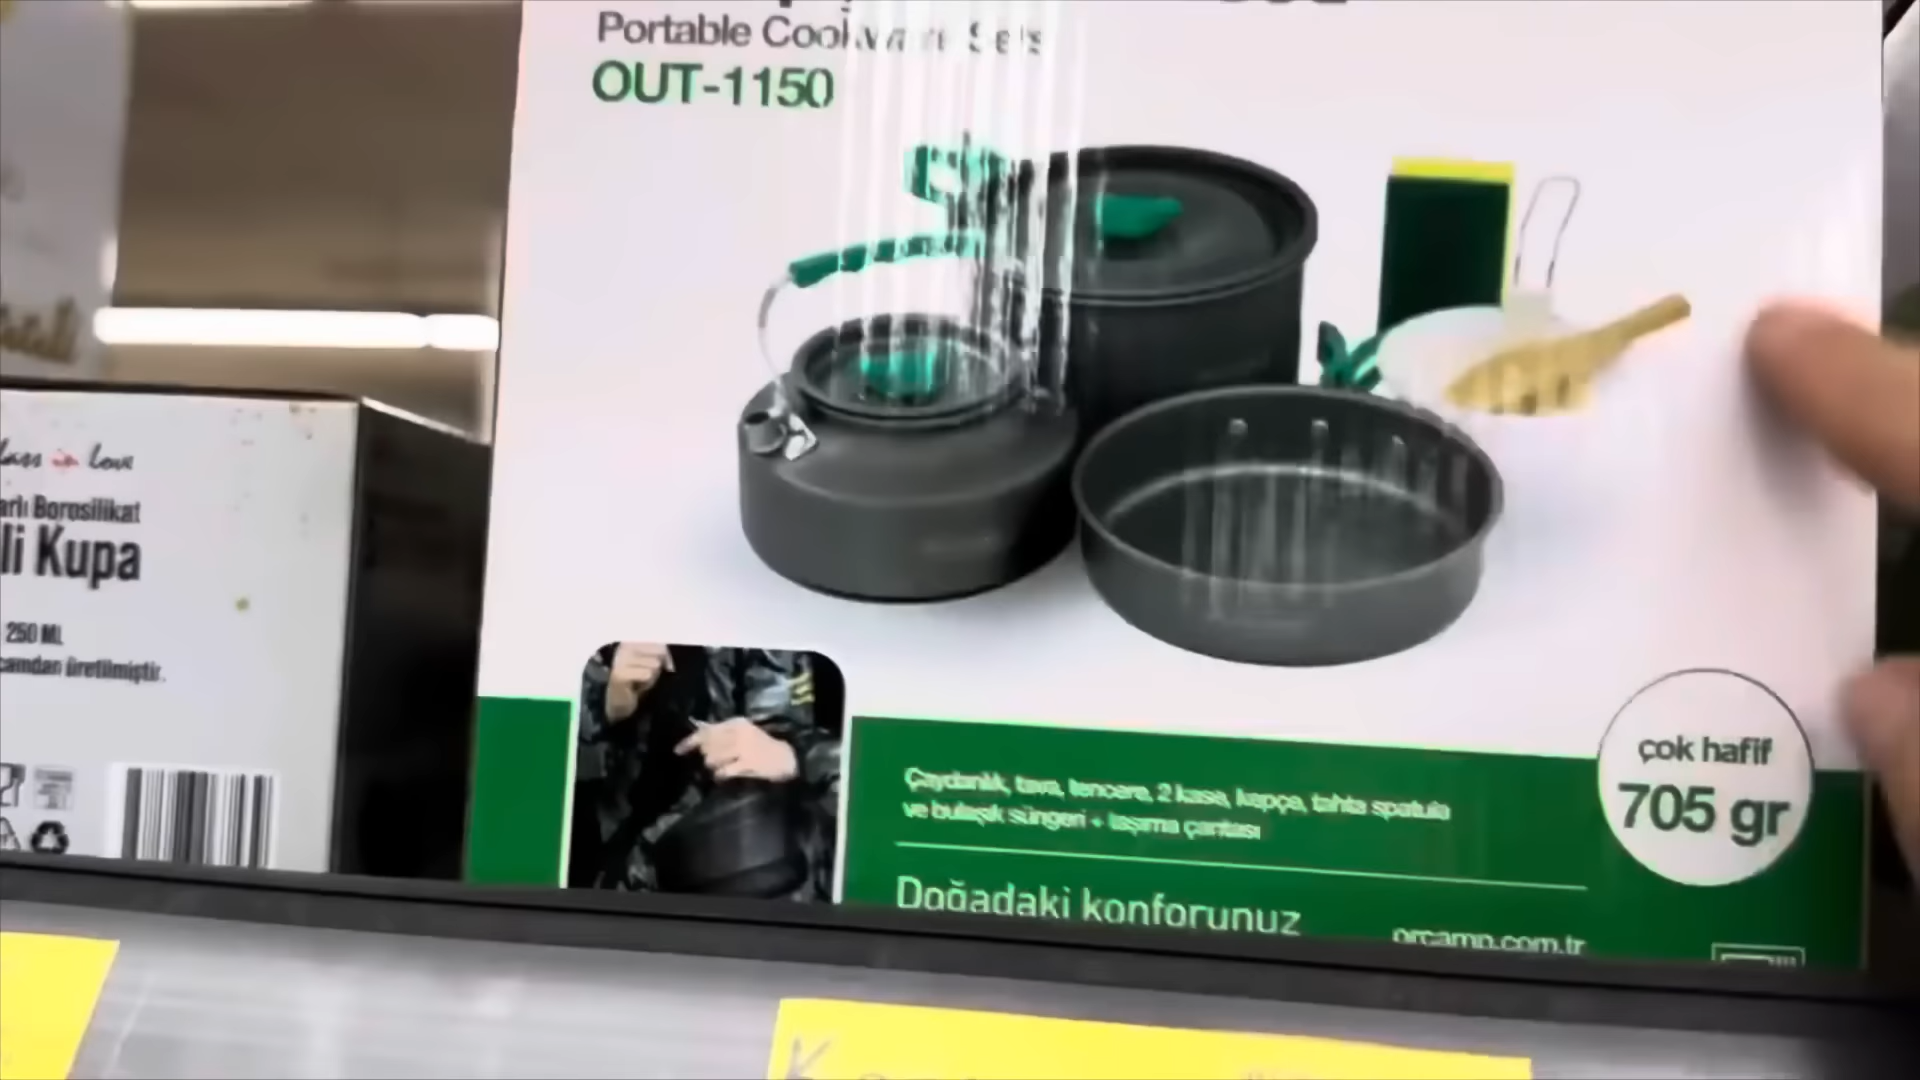 Portable Cookware Sets
OUT-1150
Borosilikat
Kupa
250 ML
camdan üretilmiştir.
Çaydanlık, tava, tencere, 2 kase, kepçe, tahta spatula
ve bulaşık süngeri + taşıma çantası
çok hafif
705 gr
Doğadaki konforunuz
orcamp.com.tr